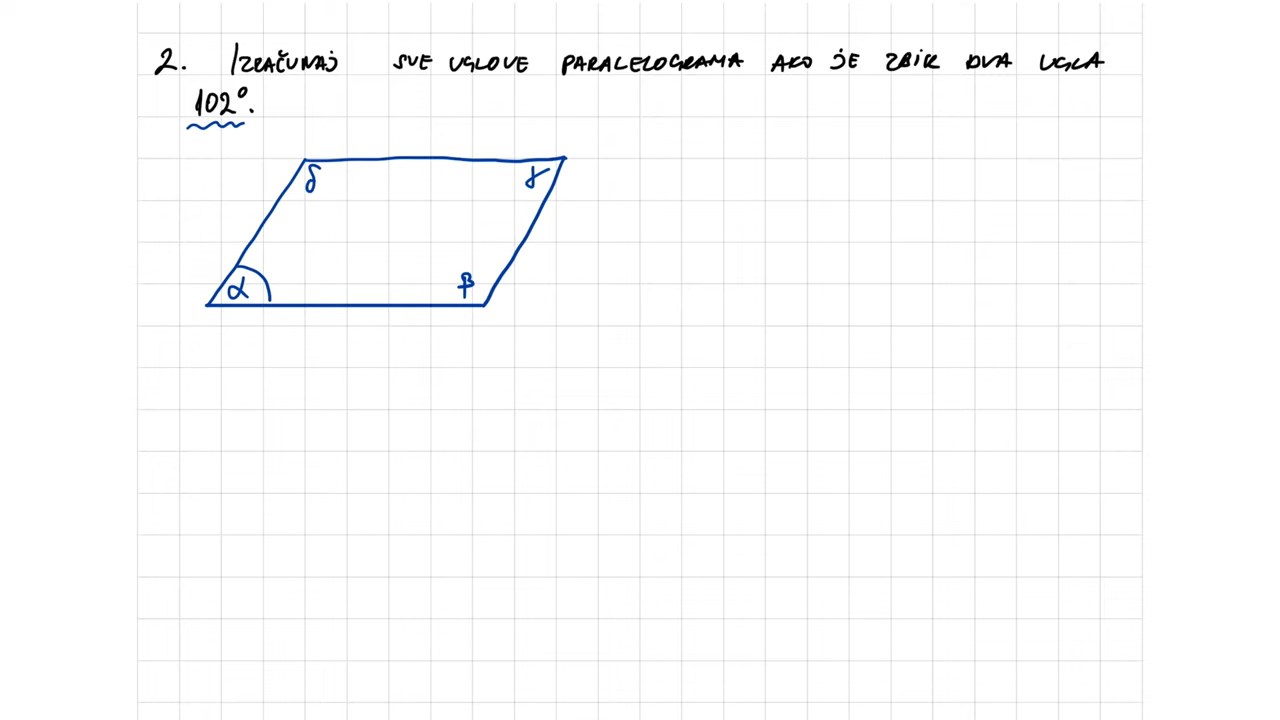 2. IZRAČUNAJ SVE UGLOVE PARALELOGRAMA AKO JE ZBIR DVA UGLA
102°.
δ γ
α β